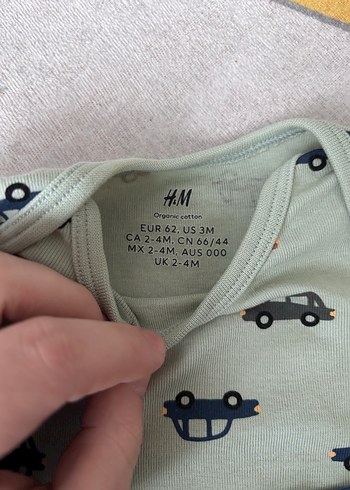 H&M
Organic cotton
EUR 62, US 3M
CA 2-4M, CN 66/44
MX 2-4M, AUS 000
UK 2-4M